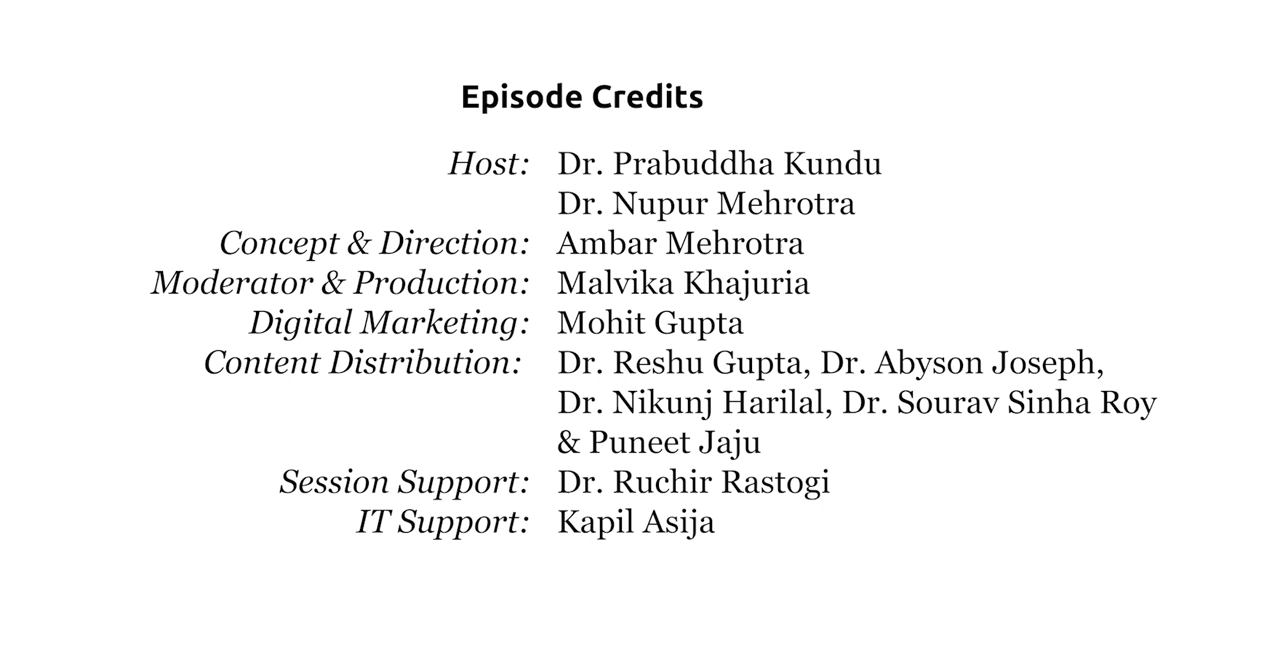 Episode Credits
Host: Dr. Prabuddha Kundu
Dr. Nupur Mehrotra
Concept & Direction: Ambar Mehrotra
Moderator & Production: Malvika Khajuria
Digital Marketing: Mohit Gupta
Content Distribution: Dr. Reshu Gupta, Dr. Abyson Joseph,
Dr. Nikunj Harilal, Dr. Sourav Sinha Roy
& Puneet Jaju
Session Support: Dr. Ruchir Rastogi
IT Support: Kapil Asija